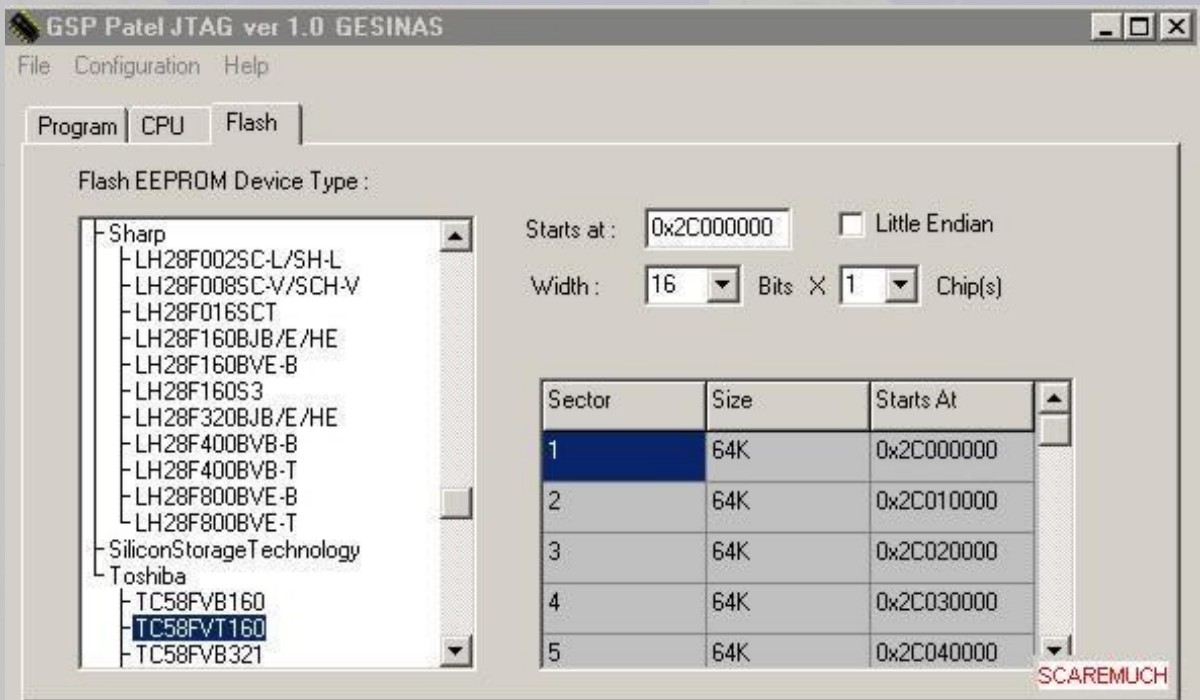 GSP Patel JTAG ver 1.0 GESINAS
File Configuration Help
Program CPU Flash
Flash EEPROM Device Type :
Sharp
LH28F002SC-L/SH-L
LH28F008SC-V/SCH-V
LH28F016SCT
LH28F160BJB/E/HE
LH28F160BVE-B
LH28F160S3
LH28F320BJB/E/HE
LH28F400BVB-B
LH28F400BVB-T
LH28F800BVE-B
LH28F800BVE-T
SiliconStorageTechnology
Toshiba
TC58FVB160
TC58FVT160
TC58FVB321
Starts at : 0x2C000000 Little Endian
Width : 16 Bits X 1 Chip(s)
Sector Size Starts At
1 64K 0x2C000000
2 64K 0x2C010000
3 64K 0x2C020000
4 64K 0x2C030000
5 64K 0x2C040000
SCAREMUCH